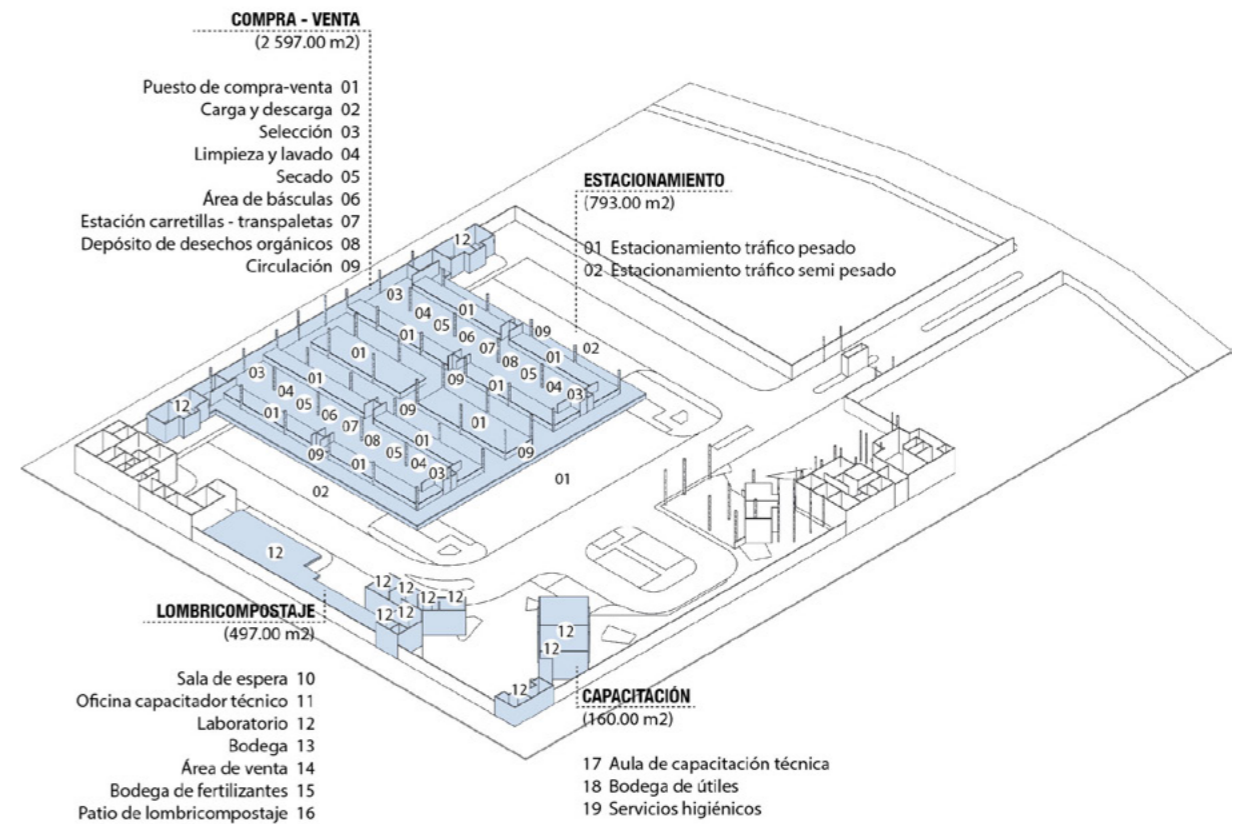 COMPRA - VENTA
(2 597.00 m2)
Puesto de compra-venta 01
Carga y descarga 02
Selección 03
Limpieza y lavado 04
Secado 05
Área de básculas 06
Estación carretillas - transpaletas 07
Depósito de desechos orgánicos 08
Circulación 09
ESTACIONAMIENTO
(793.00 m2)
01 Estacionamiento tráfico pesado
02 Estacionamiento tráfico semi pesado
12
03
01
04
05
09
01
06
02
07
01
08
01
05
03
01
09
04
03
04
01
01
05
09
01
12
01
06
07
01
08
09
05
09
01
04
03
01
02
12
12
12
12
12
12
12
12
12
12
LOMBRICOMPOSTAJE
(497.00 m2)
Sala de espera 10
Oficina capacitador técnico 11
Laboratorio 12
Bodega 13
Área de venta 14
Bodega de fertilizantes 15
Patio de lombricompostaje 16
CAPACITACIÓN
(160.00 m2)
17 Aula de capacitación técnica
18 Bodega de útiles
19 Servicios higiénicos